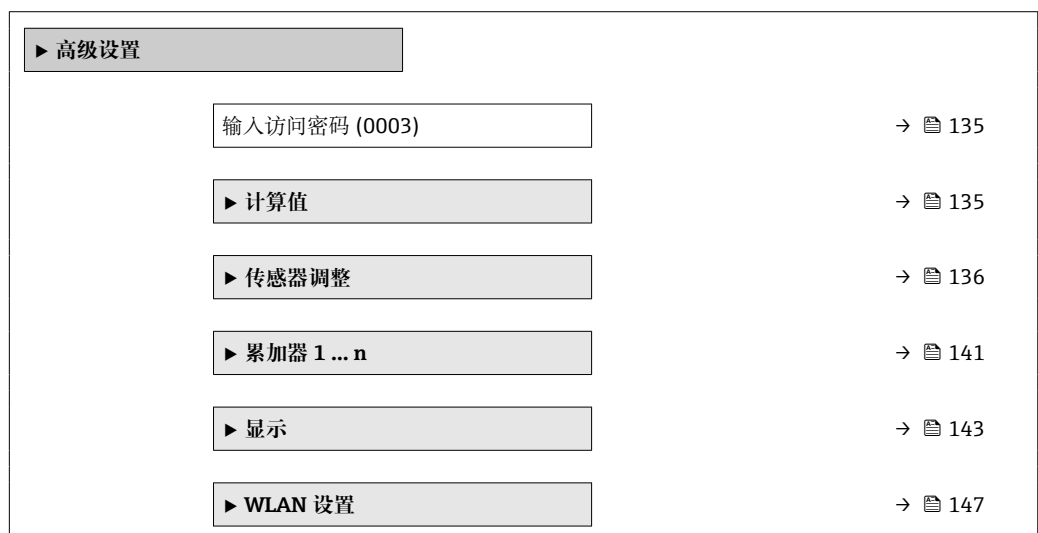 ▶ 高级设置
输入访问密码 (0003) → 🖹 135
▶ 计算值 → 🖹 135
▶ 传感器调整 → 🖹 136
▶ 累加器 1 ... n → 🖹 141
▶ 显示 → 🖹 143
▶ WLAN 设置 → 🖹 147